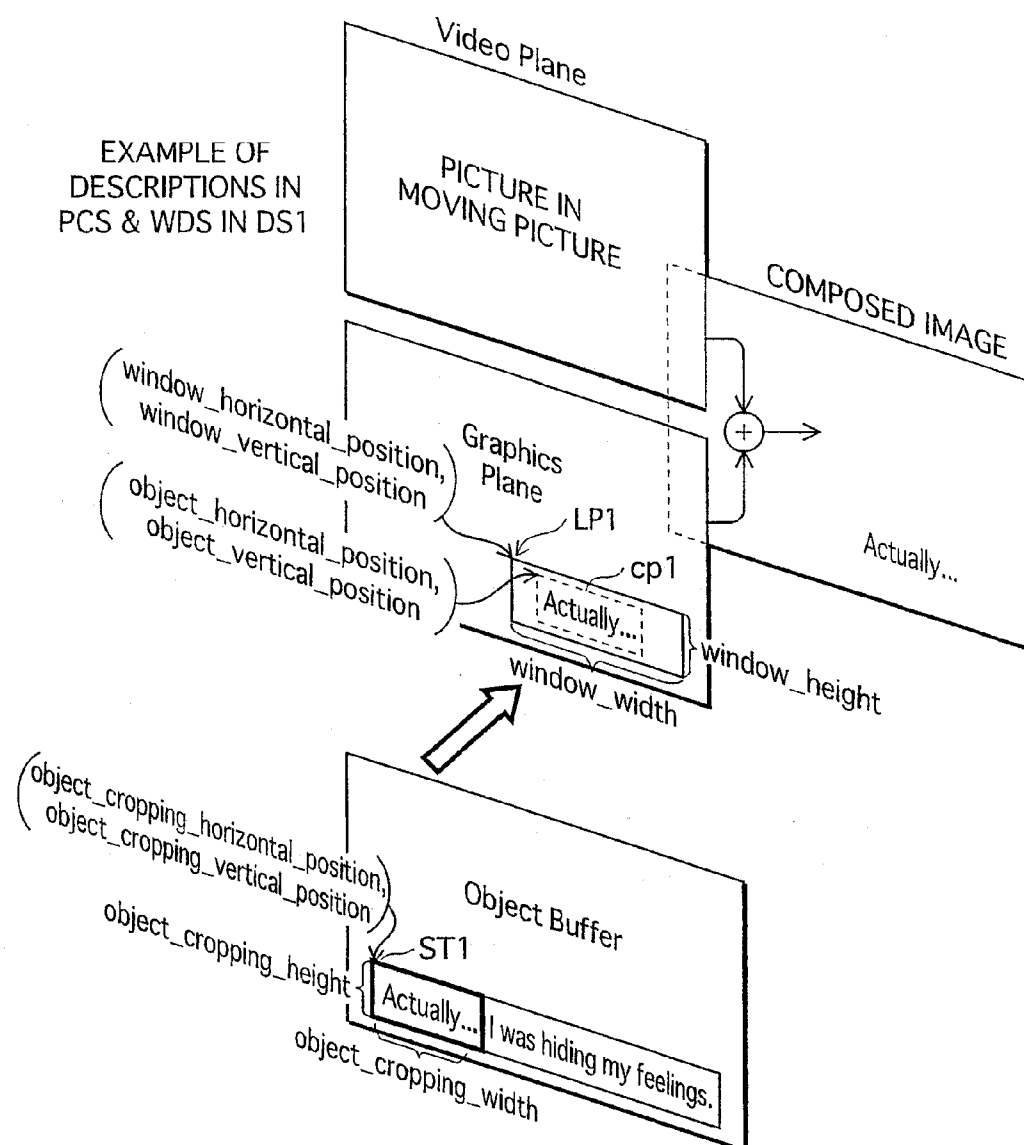 Video Plane
EXAMPLE OF
DESCRIPTIONS IN
PCS & WDS IN DS1
PICTURE IN
MOVING PICTURE
COMPOSED IMAGE
(window_horizontal_position,
window_vertical_position)
Graphics
Plane
(object_horizontal_position,
object_vertical_position)
LP1
cp1
+
Actually...
Actually...
window_height
window_width
(object_cropping_horizontal_position,
object_cropping_vertical_position)
Object Buffer
object_cropping_height
ST1
Actually... I was hiding my feelings.
object_cropping_width